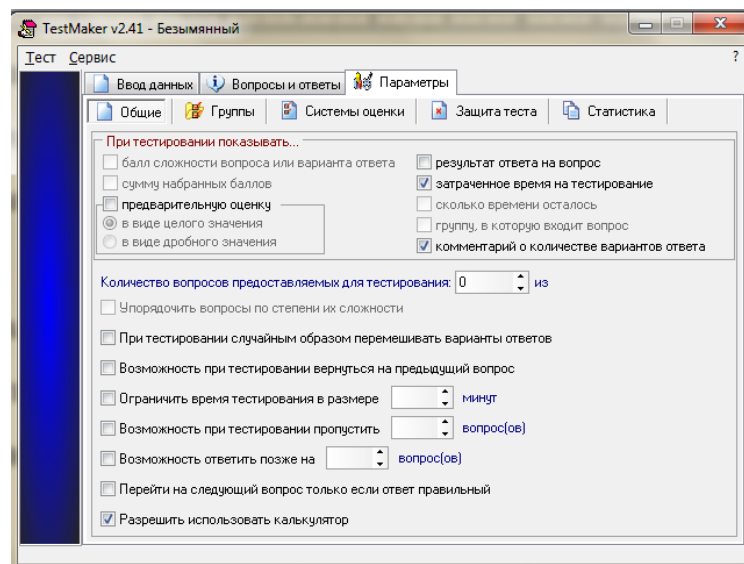 TestMaker v2.41 - Безымянный
Тест Сервис ?
Ввод данных Вопросы и ответы Параметры
Общие Группы Системы оценки Защита теста Статистика
При тестировании показывать...
балл сложности вопроса или варианта ответа результат ответа на вопрос
сумму набранных баллов затраченное время на тестирование
предварительную оценку сколько времени осталось
в виде целого значения группу, в которую входит вопрос
в виде дробного значения комментарий о количестве вариантов ответа
Количество вопросов предоставляемых для тестирования: 0 из
Упорядочить вопросы по степени их сложности
При тестировании случайным образом перемешивать варианты ответов
Возможность при тестировании вернуться на предыдущий вопрос
Ограничить время тестирования в размере минут
Возможность при тестировании пропустить вопрос(ов)
Возможность ответить позже на вопрос(ов)
Перейти на следующий вопрос только если ответ правильный
Разрешить использовать калькулятор